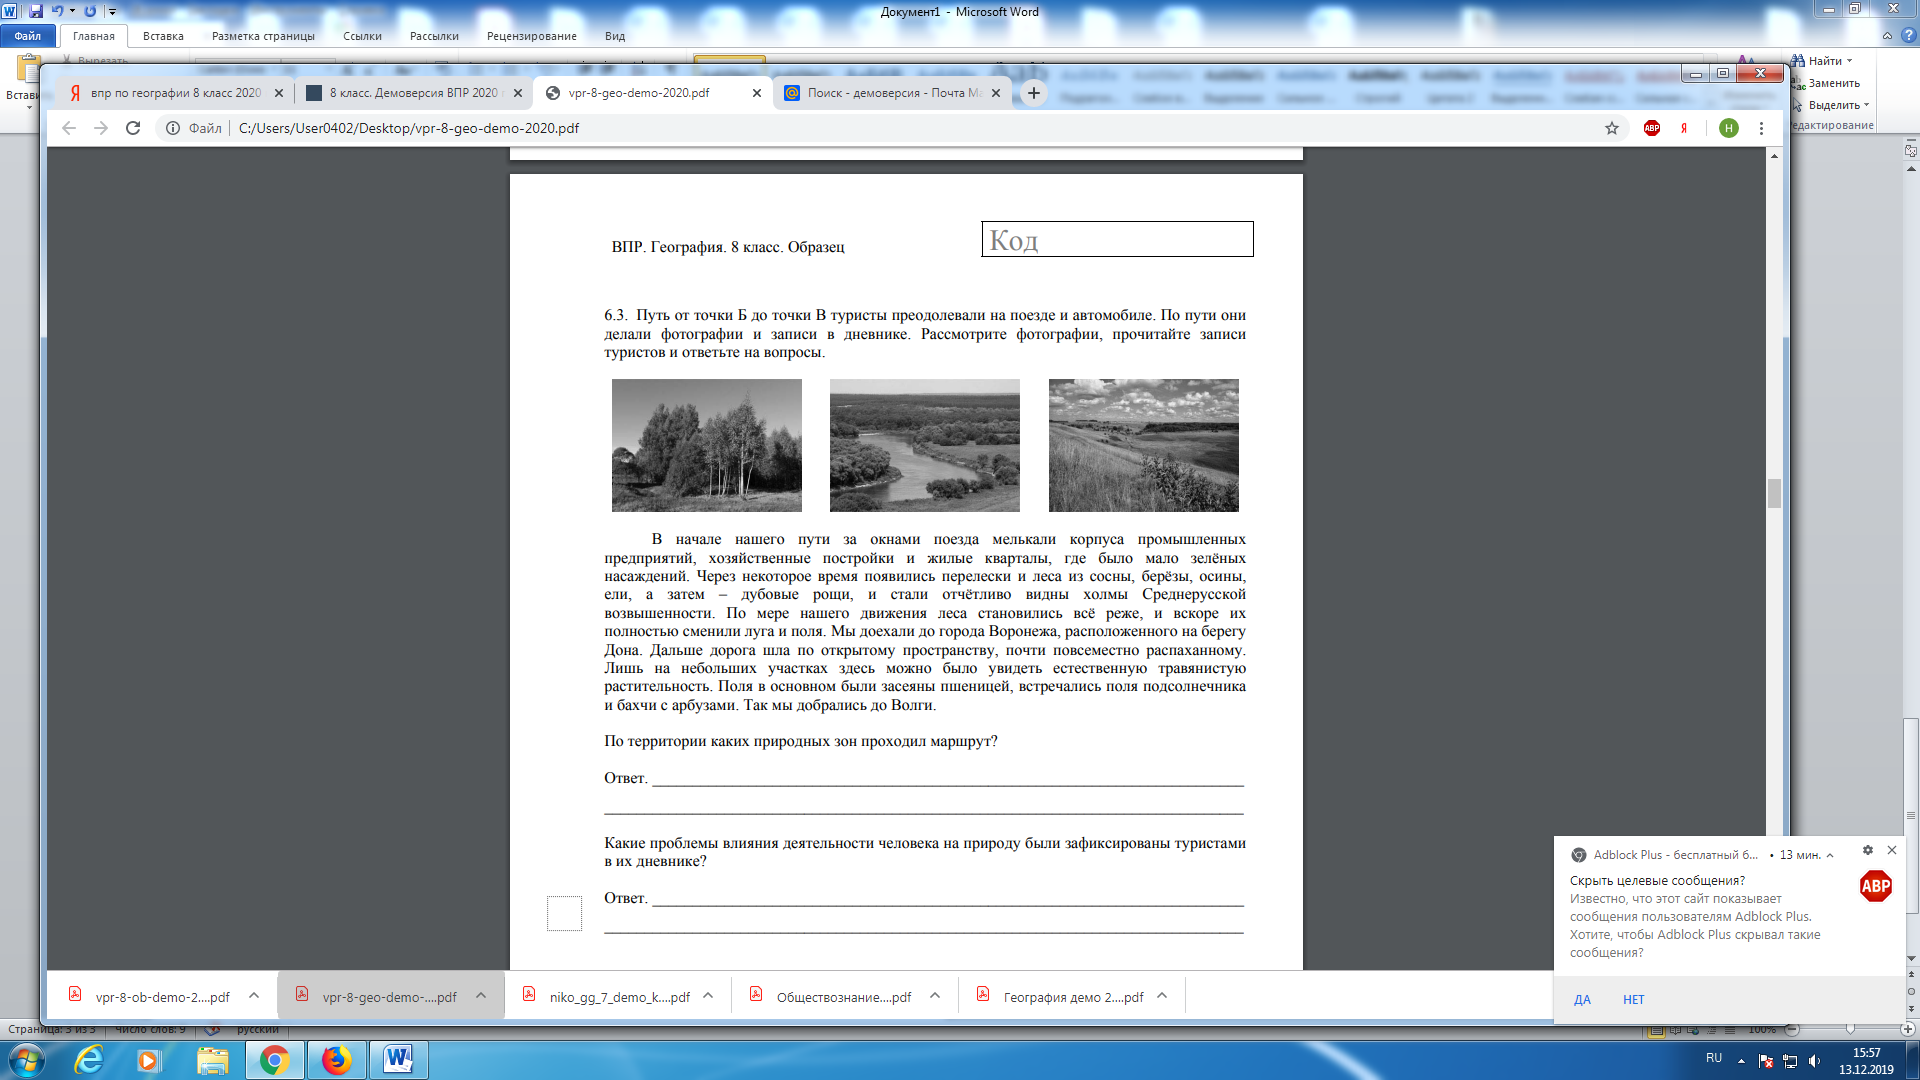 Документ1 - Microsoft Word
Файл Главная Вставка Разметка страницы Ссылки Рассылки Рецензирование Вид
Вырезать
Найти
Заменить
Выделить
впр по географии 8 класс 2020
8 класс. Демоверсия ВПР 2020
vpr-8-geo-demo-2020.pdf
Поиск - демоверсия - Почта Ма
Файл C:/Users/User0402/Desktop/vpr-8-geo-demo-2020.pdf
ABP Я H
ВПР. География. 8 класс. Образец
Код
6.3. Путь от точки Б до точки В туристы преодолевали на поезде и автомобиле. По пути они
делали фотографии и записи в дневнике. Рассмотрите фотографии, прочитайте записи
туристов и ответьте на вопросы.
В начале нашего пути за окнами поезда мелькали корпуса промышленных
предприятий, хозяйственные постройки и жилые кварталы, где было мало зелёных
насаждений. Через некоторое время появились перелески и леса из сосны, берёзы, осины,
ели, а затем – дубовые рощи, и стали отчётливо видны холмы Среднерусской
возвышенности. По мере нашего движения леса становились всё реже, и вскоре их
полностью сменили луга и поля. Мы доехали до города Воронежа, расположенного на берегу
Дона. Дальше дорога шла по открытому пространству, почти повсеместно распаханному.
Лишь на небольших участках здесь можно было увидеть естественную травянистую
растительность. Поля в основном были засеяны пшеницей, встречались поля подсолнечника
и бахчи с арбузами. Так мы добрались до Волги.
По территории каких природных зон проходил маршрут?
Ответ.
Какие проблемы влияния деятельности человека на природу были зафиксированы туристами
в их дневнике?
Ответ.
Adblock Plus - бесплатный б... • 13 мин.
Скрыть целевые сообщения?
Известно, что этот сайт показывает
сообщения пользователям Adblock Plus.
Хотите, чтобы Adblock Plus скрывал такие
сообщения?
ABP
ДА НЕТ
vpr-8-ob-demo-2....pdf
vpr-8-geo-demo-....pdf
niko_gg_7_demo_k....pdf
Обществознание....pdf
География демо 2....pdf
Страница: 3 из 3 Число слов: 9 русский 100%
RU 15:57
13.12.2019